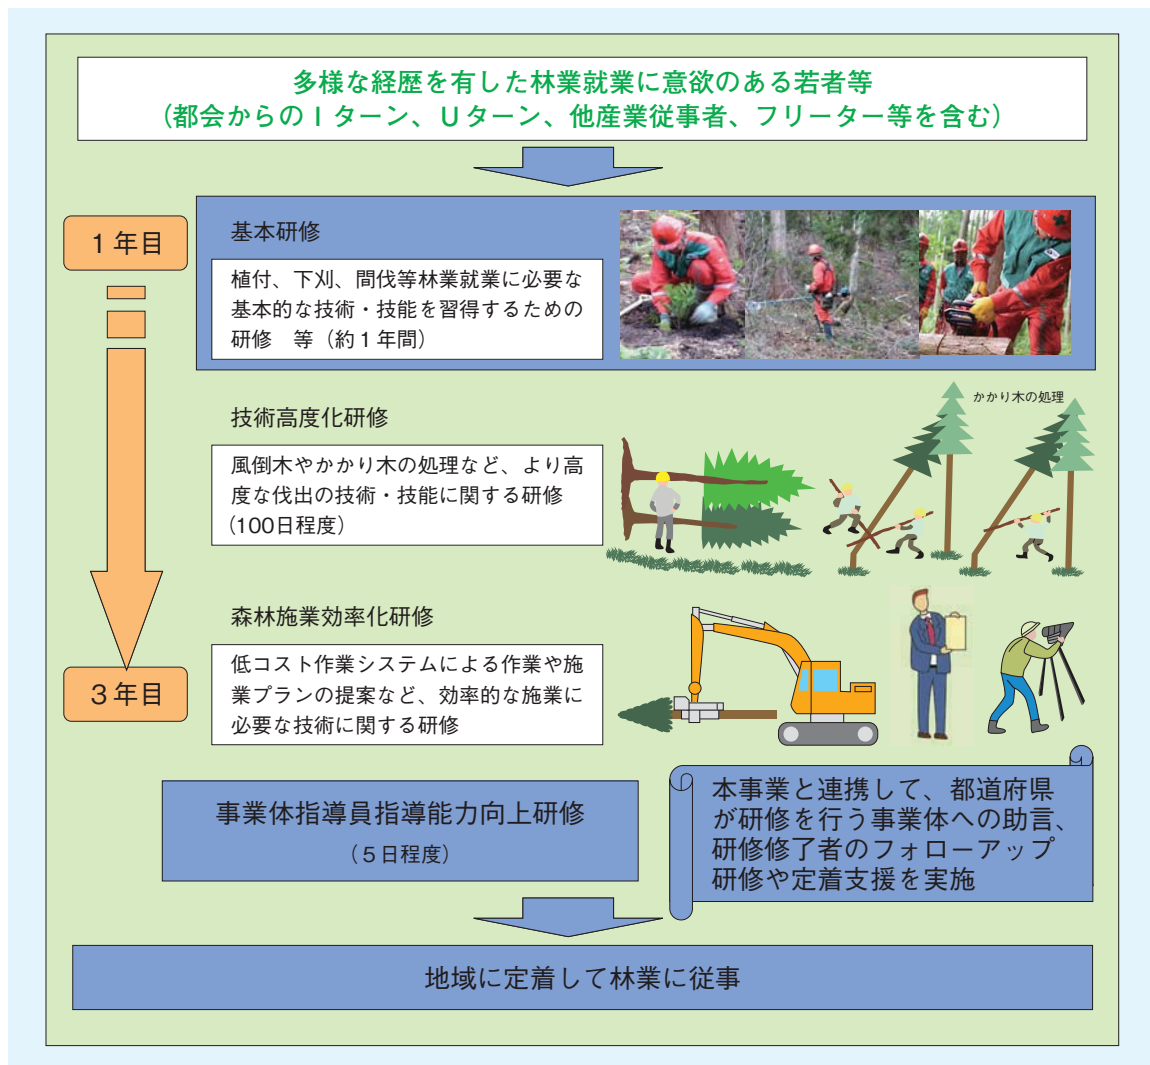 多様な経歴を有した林業就業に意欲のある若者等
（都会からのIターン、Uターン、他産業従事者、フリーター等を含む）
1年目
基本研修
植付、下刈、間伐等林業就業に必要な
基本的な技術・技能を習得するための
研修　等（約1年間）
技術高度化研修
かかり木の処理
風倒木やかかり木の処理など、より高
度な伐出の技術・技能に関する研修
（100日程度）
森林施業効率化研修
3年目
低コスト作業システムによる作業や施
業プランの提案など、効率的な施業に
必要な技術に関する研修
事業体指導員指導能力向上研修
（5日程度）
本事業と連携して、都道府県
が研修を行う事業体への助言、
研修修了者のフォローアップ
研修や定着支援を実施
地域に定着して林業に従事